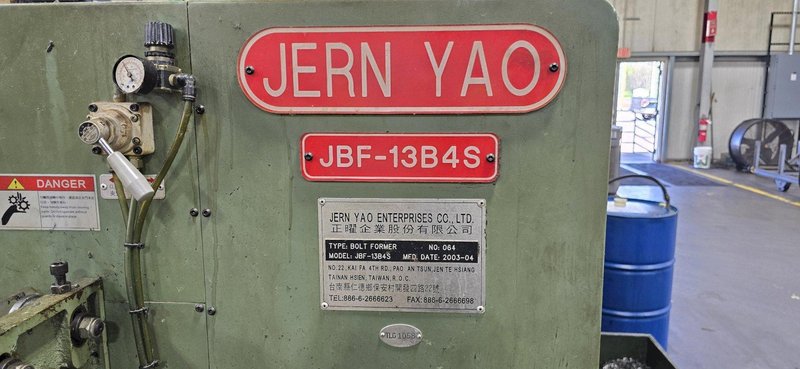 JERN YAO
JBF-13B4S
DANGER
JERN YAO ENTERPRISES CO., LTD.
正曜企業股份有限公司
TYPE: BOLT FORMER NO: 064
MODEL: JBF-13B4S MFD. DATE: 2003-04
NO.22, KAI FA 4TH RD., PAO AN TSUN, JEN TE HSIANG
TAINAN HSIEN, TAIWAN, R.O.C.
台南縣仁德鄉保安村開發四路22號
TEL:886-6-2666623 FAX:886-6-2666698
TLG 1058